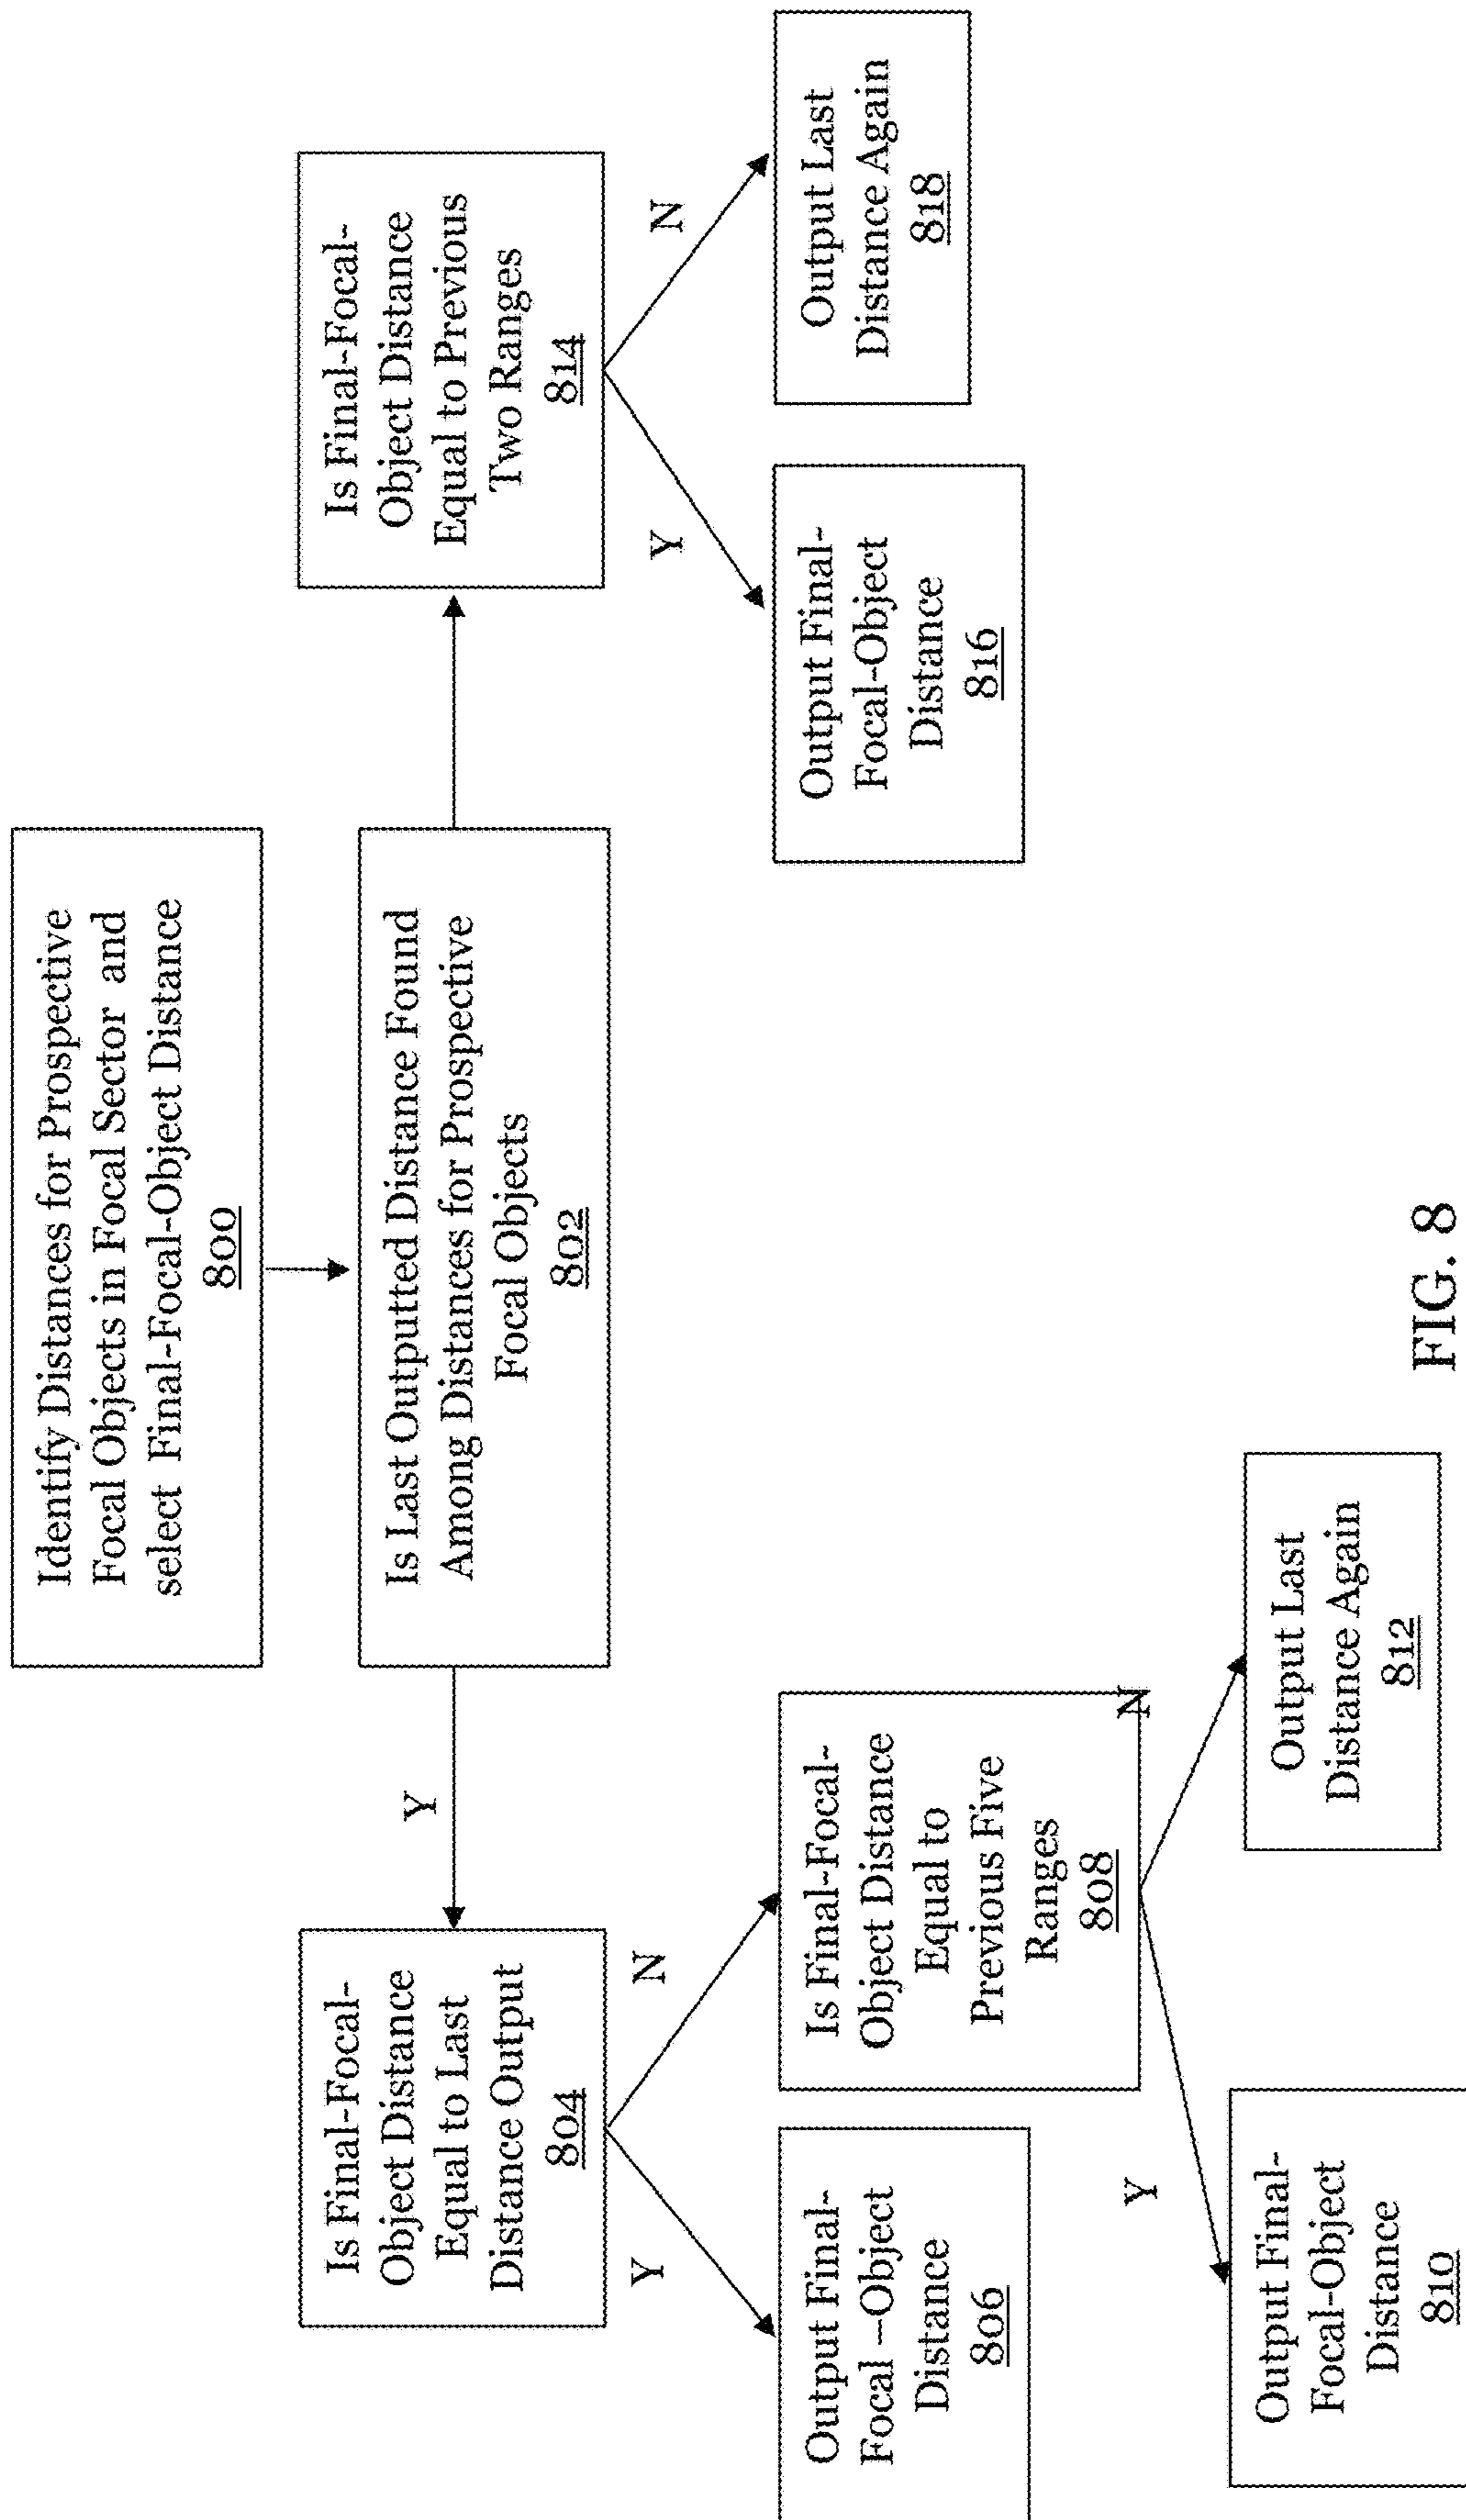 Identify Distances for Prospective
Focal Objects in Focal Sector and
select Final-Focal-Object Distance
800
Is Last Outputted Distance Found
Among Distances for Prospective
Focal Objects
802
Y
Is Final-Focal-
Object Distance
Equal to Last
Distance Output
804
Y
N
Output Final-
Focal –Object
Distance
806
Is Final-Focal-
Object Distance
Equal to
Previous Five
Ranges
808
Y
N
Output Final-
Focal-Object
Distance
810
Output Last
Distance Again
812
Is Final-Focal-
Object Distance
Equal to Previous
Two Ranges
814
Y
N
Output Final-
Focal-Object
Distance
816
Output Last
Distance Again
818
FIG. 8